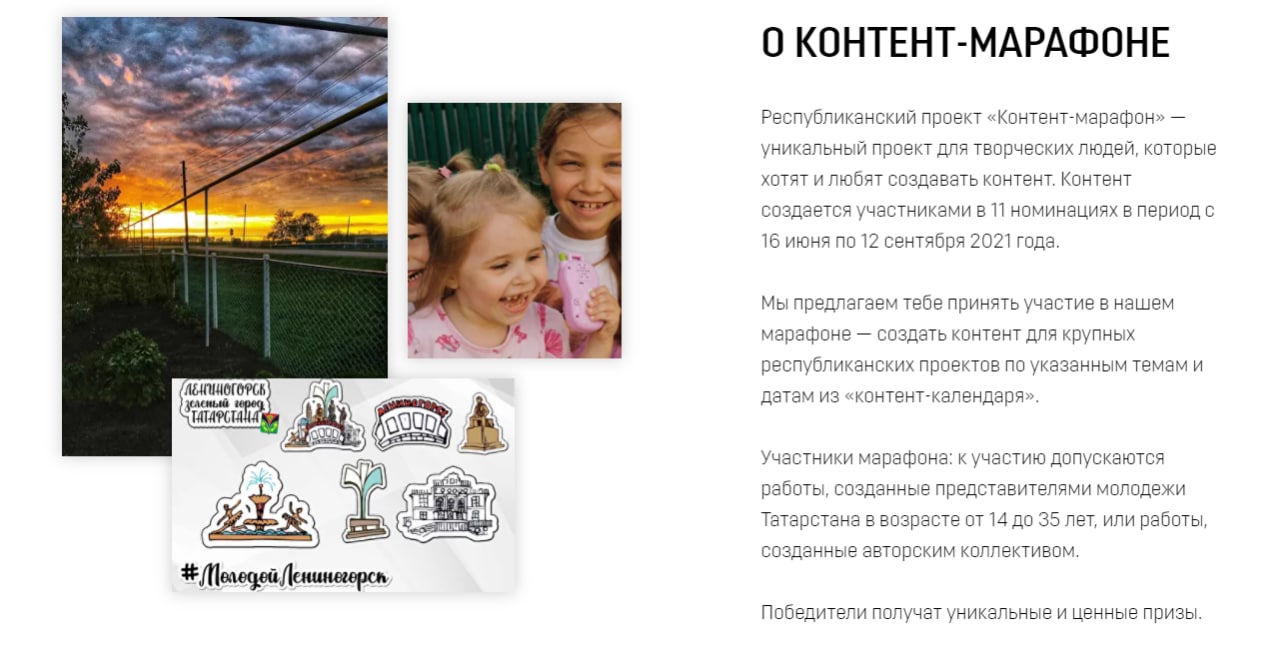 О КОНТЕНТ-МАРАФОНЕ
Республиканский проект «Контент-марафон» —
уникальный проект для творческих людей, которые
хотят и любят создавать контент. Контент
создается участниками в 11 номинациях в период с
16 июня по 12 сентября 2021 года.
Мы предлагаем тебе принять участие в нашем
марафоне — создать контент для крупных
республиканских проектов по указанным темам и
датам из «контент-календаря».
Участники марафона: к участию допускаются
работы, созданные представителями молодежи
Татарстана в возрасте от 14 до 35 лет, или работы,
созданные авторским коллективом.
Победители получат уникальные и ценные призы.
ЛЕНИНОГОРСК
зеленый город
ТАТАРСТАНА
ЛЕНИНОГОРСК
#МолодойЛениногорск